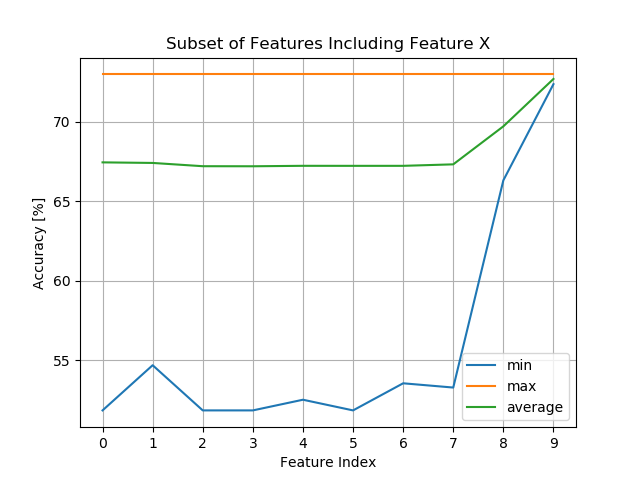 Subset of Features Including Feature X
Accuracy [%]
70
65
60
55
min
max
average
0 1 2 3 4 5 6 7 8 9
Feature Index